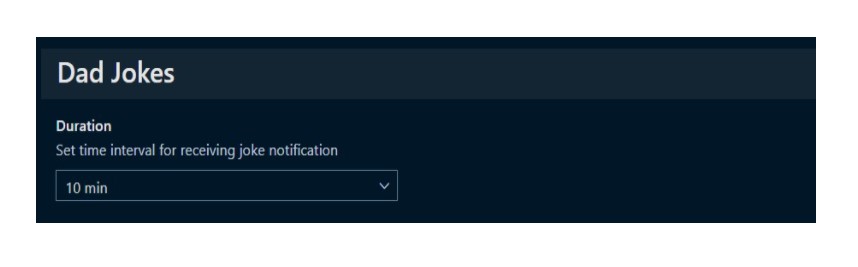 Dad Jokes
Duration
Set time interval for receiving joke notification
10 min